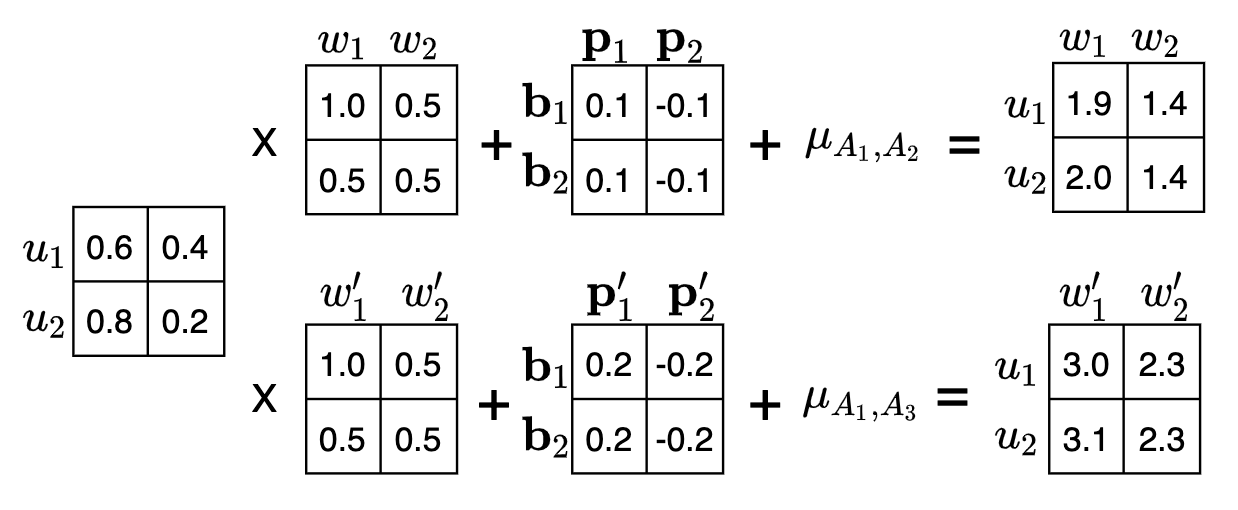 w₁ w₂ p₁ p₂ w₁ w₂
x 1.0 0.5 + b₁ 0.1 -0.1 + μ_{A₁,A₂} = u₁ 1.9 1.4
0.5 0.5 b₂ 0.1 -0.1 u₂ 2.0 1.4
u₁ 0.6 0.4
u₂ 0.8 0.2
w′₁ w′₂ p′₁ p′₂ w′₁ w′₂
x 1.0 0.5 + b₁ 0.2 -0.2 + μ_{A₁,A₃} = u₁ 3.0 2.3
0.5 0.5 b₂ 0.2 -0.2 u₂ 3.1 2.3